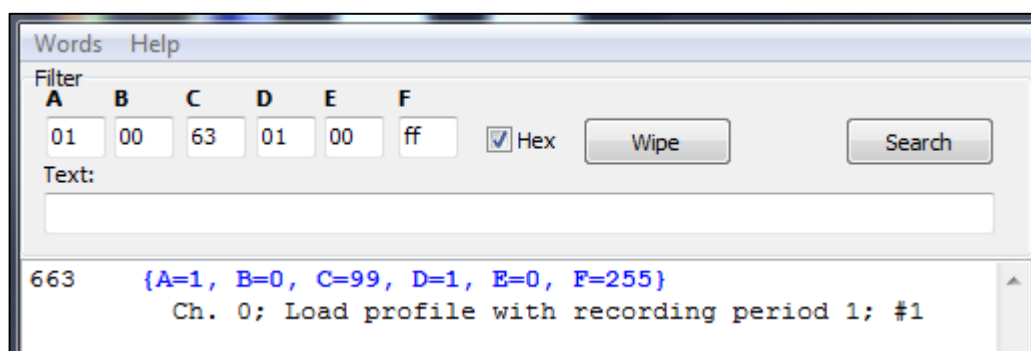 Words Help
Filter
A B C D E F
01 00 63 01 00 ff Hex Wipe Search
Text:
663 {A=1, B=0, C=99, D=1, E=0, F=255}
Ch. 0; Load profile with recording period 1; #1